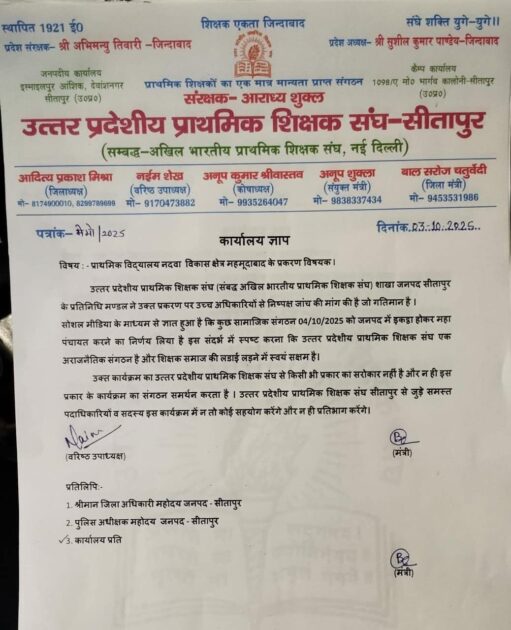 स्थापित 1921 ई0
शिक्षक एकता जिन्दाबाद
संघे शक्ति युगे-युगे।।
प्रदेश संरक्षक- श्री अभिमन्यु तिवारी -जिन्दाबाद
प्रदेश अध्यक्ष- श्री सुशील कुमार पाण्डेय-जिन्दाबाद
जनपदीय कार्यालय
इस्माइलपुर आशिक, देवांशनगर
सीतापुर (उ0प्र0)
कैम्प कार्यालय
1098/ए मो0 भार्गव कालोनी-सीतापुर
(उ0प्र0)
प्राथमिक शिक्षकों का एक मात्र मान्यता प्राप्त संगठन
संरक्षक- आराध्य शुक्ल
उत्तर प्रदेशीय प्राथमिक शिक्षक संघ-सीतापुर
(सम्बद्ध-अखिल भारतीय प्राथमिक शिक्षक संघ, नई दिल्ली)
आदित्य प्रकाश मिश्रा
(जिलाध्यक्ष)
मो- 8174900010, 8299789899
नईम शेख
(वरिष्ठ उपाध्यक्ष)
मो- 9170473882
अनूप कुमार श्रीवास्तव
(कोषाध्यक्ष)
मो- 9935264047
अनूप शुक्ला
(संयुक्त मंत्री)
मो- 9838337434
बाल सरोज चतुर्वेदी
(जिला मंत्री)
मो- 9453531986
पत्रांक- मेमो/2025
दिनांक.03.10.2025..
कार्यालय ज्ञाप
विषय : - प्राथमिक विद्यालय नदवा विकास क्षेत्र महमूदाबाद के प्रकरण विषयक।
उत्तर प्रदेशीय प्राथमिक शिक्षक संघ (संबद्ध अखिल भारतीय प्राथमिक शिक्षक संघ) शाखा जनपद सीतापुर
के प्रतिनिधि मण्डल ने उक्त प्रकरण पर उच्च अधिकारियों से निष्पक्ष जांच की मांग की है जो गतिमान है ।
सोशल मीडिया के माध्यम से ज्ञात हुआ है कि कुछ सामाजिक संगठन 04/10/2025 को जनपद में इकट्ठा होकर महा
पंचायत करने का निर्णय लिया है इस संदर्भ में स्पष्ट करना कि उत्तर प्रदेशीय प्राथमिक शिक्षक संघ एक
अराजनैतिक संगठन है और शिक्षक समाज की लडाई लड़ने में स्वयं सक्षम है।
उक्त कार्यक्रम का उत्तर प्रदेशीय प्राथमिक शिक्षक संघ से किसी भी प्रकार का सरोकार नहीं है और न ही इस
प्रकार के कार्यक्रम का संगठन समर्थन करता है । उत्तर प्रदेशीय प्राथमिक शिक्षक संघ सीतापुर से जुड़े समस्त
पदाधिकारियों व सदस्य इस कार्यक्रम में न तो कोई सहयोग करेंगे और न ही प्रतिभाग करेंगे।
(वरिष्ठ उपाध्यक्ष)
(मंत्री)
प्रतिलिपि:-
1. श्रीमान जिला अधिकारी महोदय जनपद - सीतापुर
2. पुलिस अधीक्षक महोदय जनपद - सीतापुर
✓3. कार्यालय प्रति
(मंत्री)